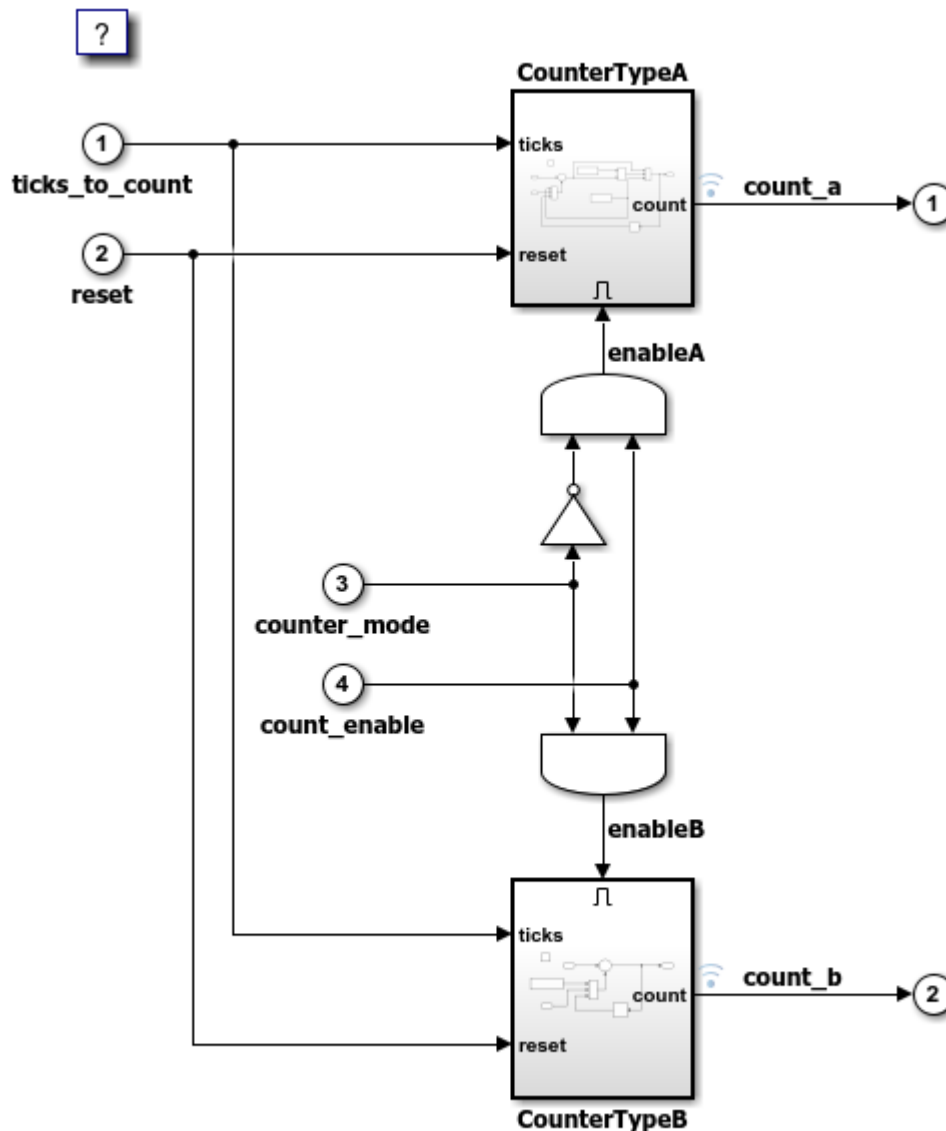 ?
CounterTypeA
1
ticks
ticks_to_count
count_a
count
1
2
reset
reset
enableA
3
counter_mode
4
count_enable
enableB
ticks
count_b
count
2
reset
CounterTypeB